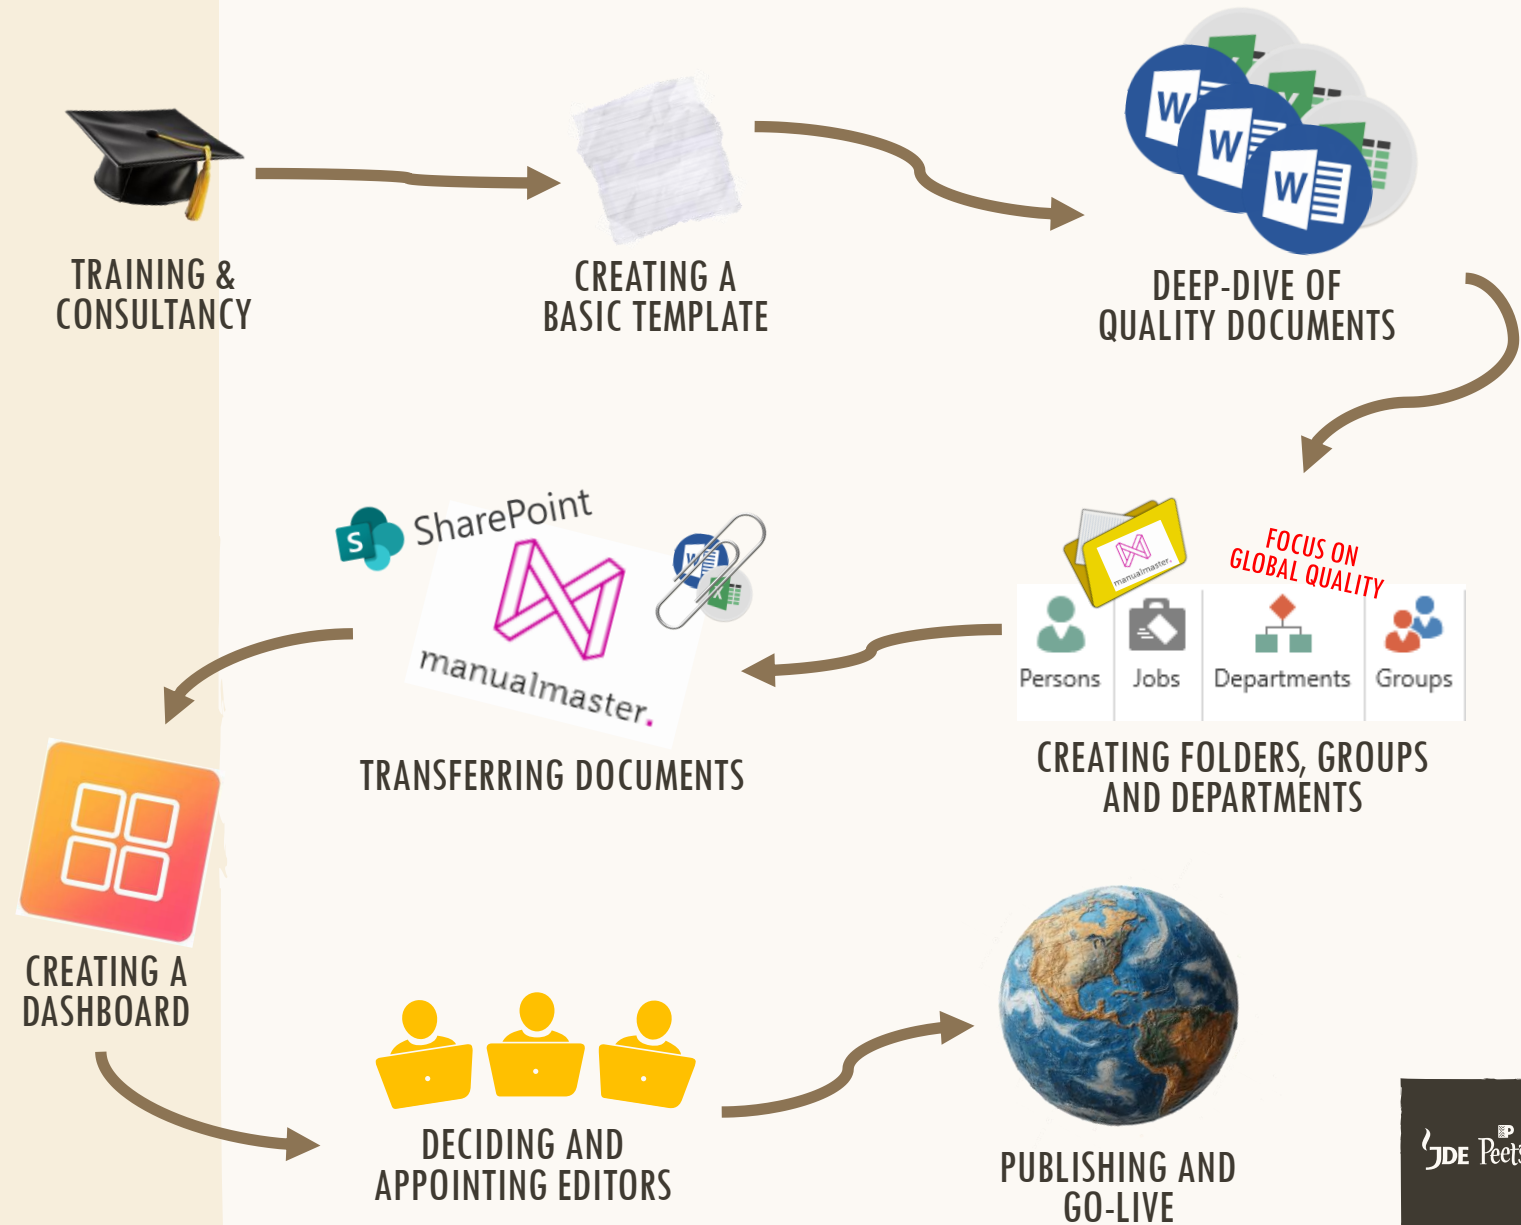 TRAINING &
CONSULTANCY
CREATING A
BASIC TEMPLATE
X
X
W
W
W
DEEP-DIVE OF
QUALITY DOCUMENTS
S
SharePoint
W
X
manualmaster.
TRANSFERRING DOCUMENTS
manualmaster.
FOCUS ON
GLOBAL QUALITY
Persons
Jobs
Departments
Groups
CREATING FOLDERS, GROUPS
AND DEPARTMENTS
CREATING A
DASHBOARD
DECIDING AND
APPOINTING EDITORS
PUBLISHING AND
GO-LIVE
JDE Peet's